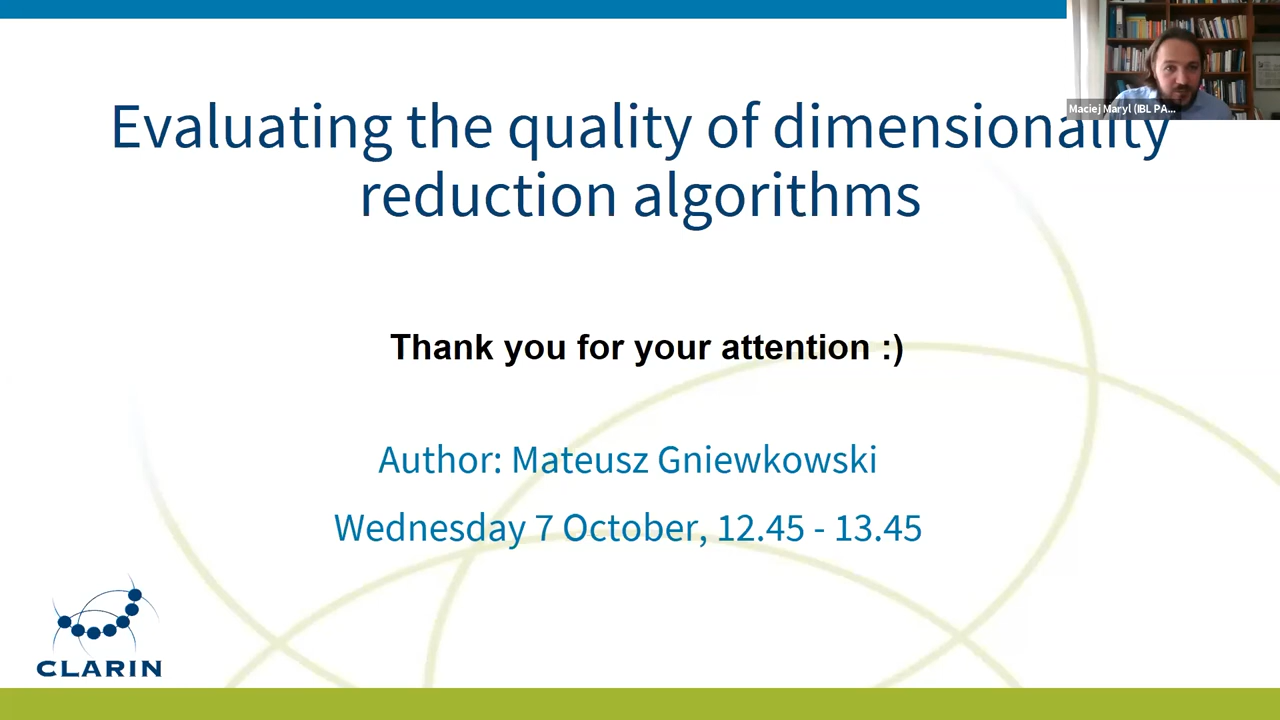 Maciej Maryl (IBL PA...
Evaluating the quality of dimensionality
reduction algorithms
Thank you for your attention :)
Author: Mateusz Gniewkowski
Wednesday 7 October, 12.45 - 13.45
CLARIN